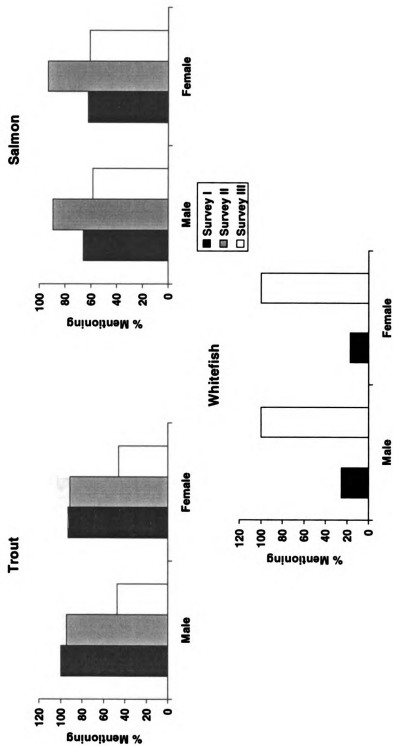 Trout
% Mentioning
120
100
80
60
40
20
0
Male
Female
Salmon
% Mentioning
100
80
60
40
20
0
Male
Female
Survey I
Survey II
Survey III
Whitefish
% Mentioning
120
100
80
60
40
20
0
Male
Female